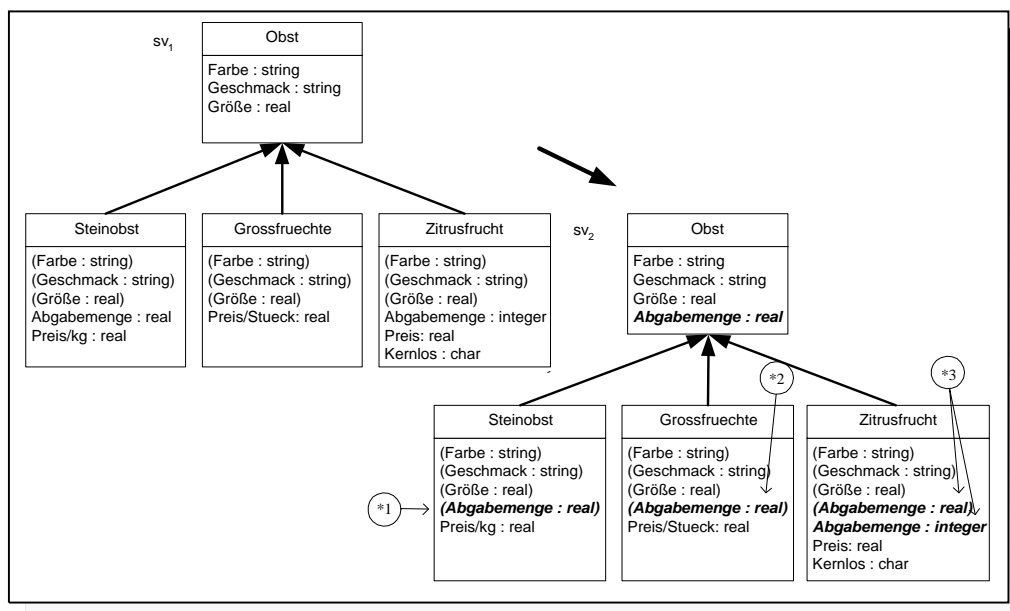 sv1
Obst
Farbe : string
Geschmack : string
Größe : real
Steinobst
(Farbe : string)
(Geschmack : string)
(Größe : real)
Abgabemenge : real
Preis/kg : real
Grossfruechte
(Farbe : string)
(Geschmack : string)
(Größe : real)
Preis/Stueck: real
Zitrusfrucht
(Farbe : string)
(Geschmack : string)
(Größe : real)
Abgabemenge : integer
Preis: real
Kernlos : char
sv2
Obst
Farbe : string
Geschmack : string
Größe : real
Abgabemenge : real
*1
*2
*3
Steinobst
(Farbe : string)
(Geschmack : string)
(Größe : real)
(Abgabemenge : real)
Preis/kg : real
Grossfruechte
(Farbe : string)
(Geschmack : string)
(Größe : real)
(Abgabemenge : real)
Preis/Stueck: real
Zitrusfrucht
(Farbe : string)
(Geschmack : string)
(Größe : real)
(Abgabemenge : real)
Abgabemenge : integer
Preis: real
Kernlos : char